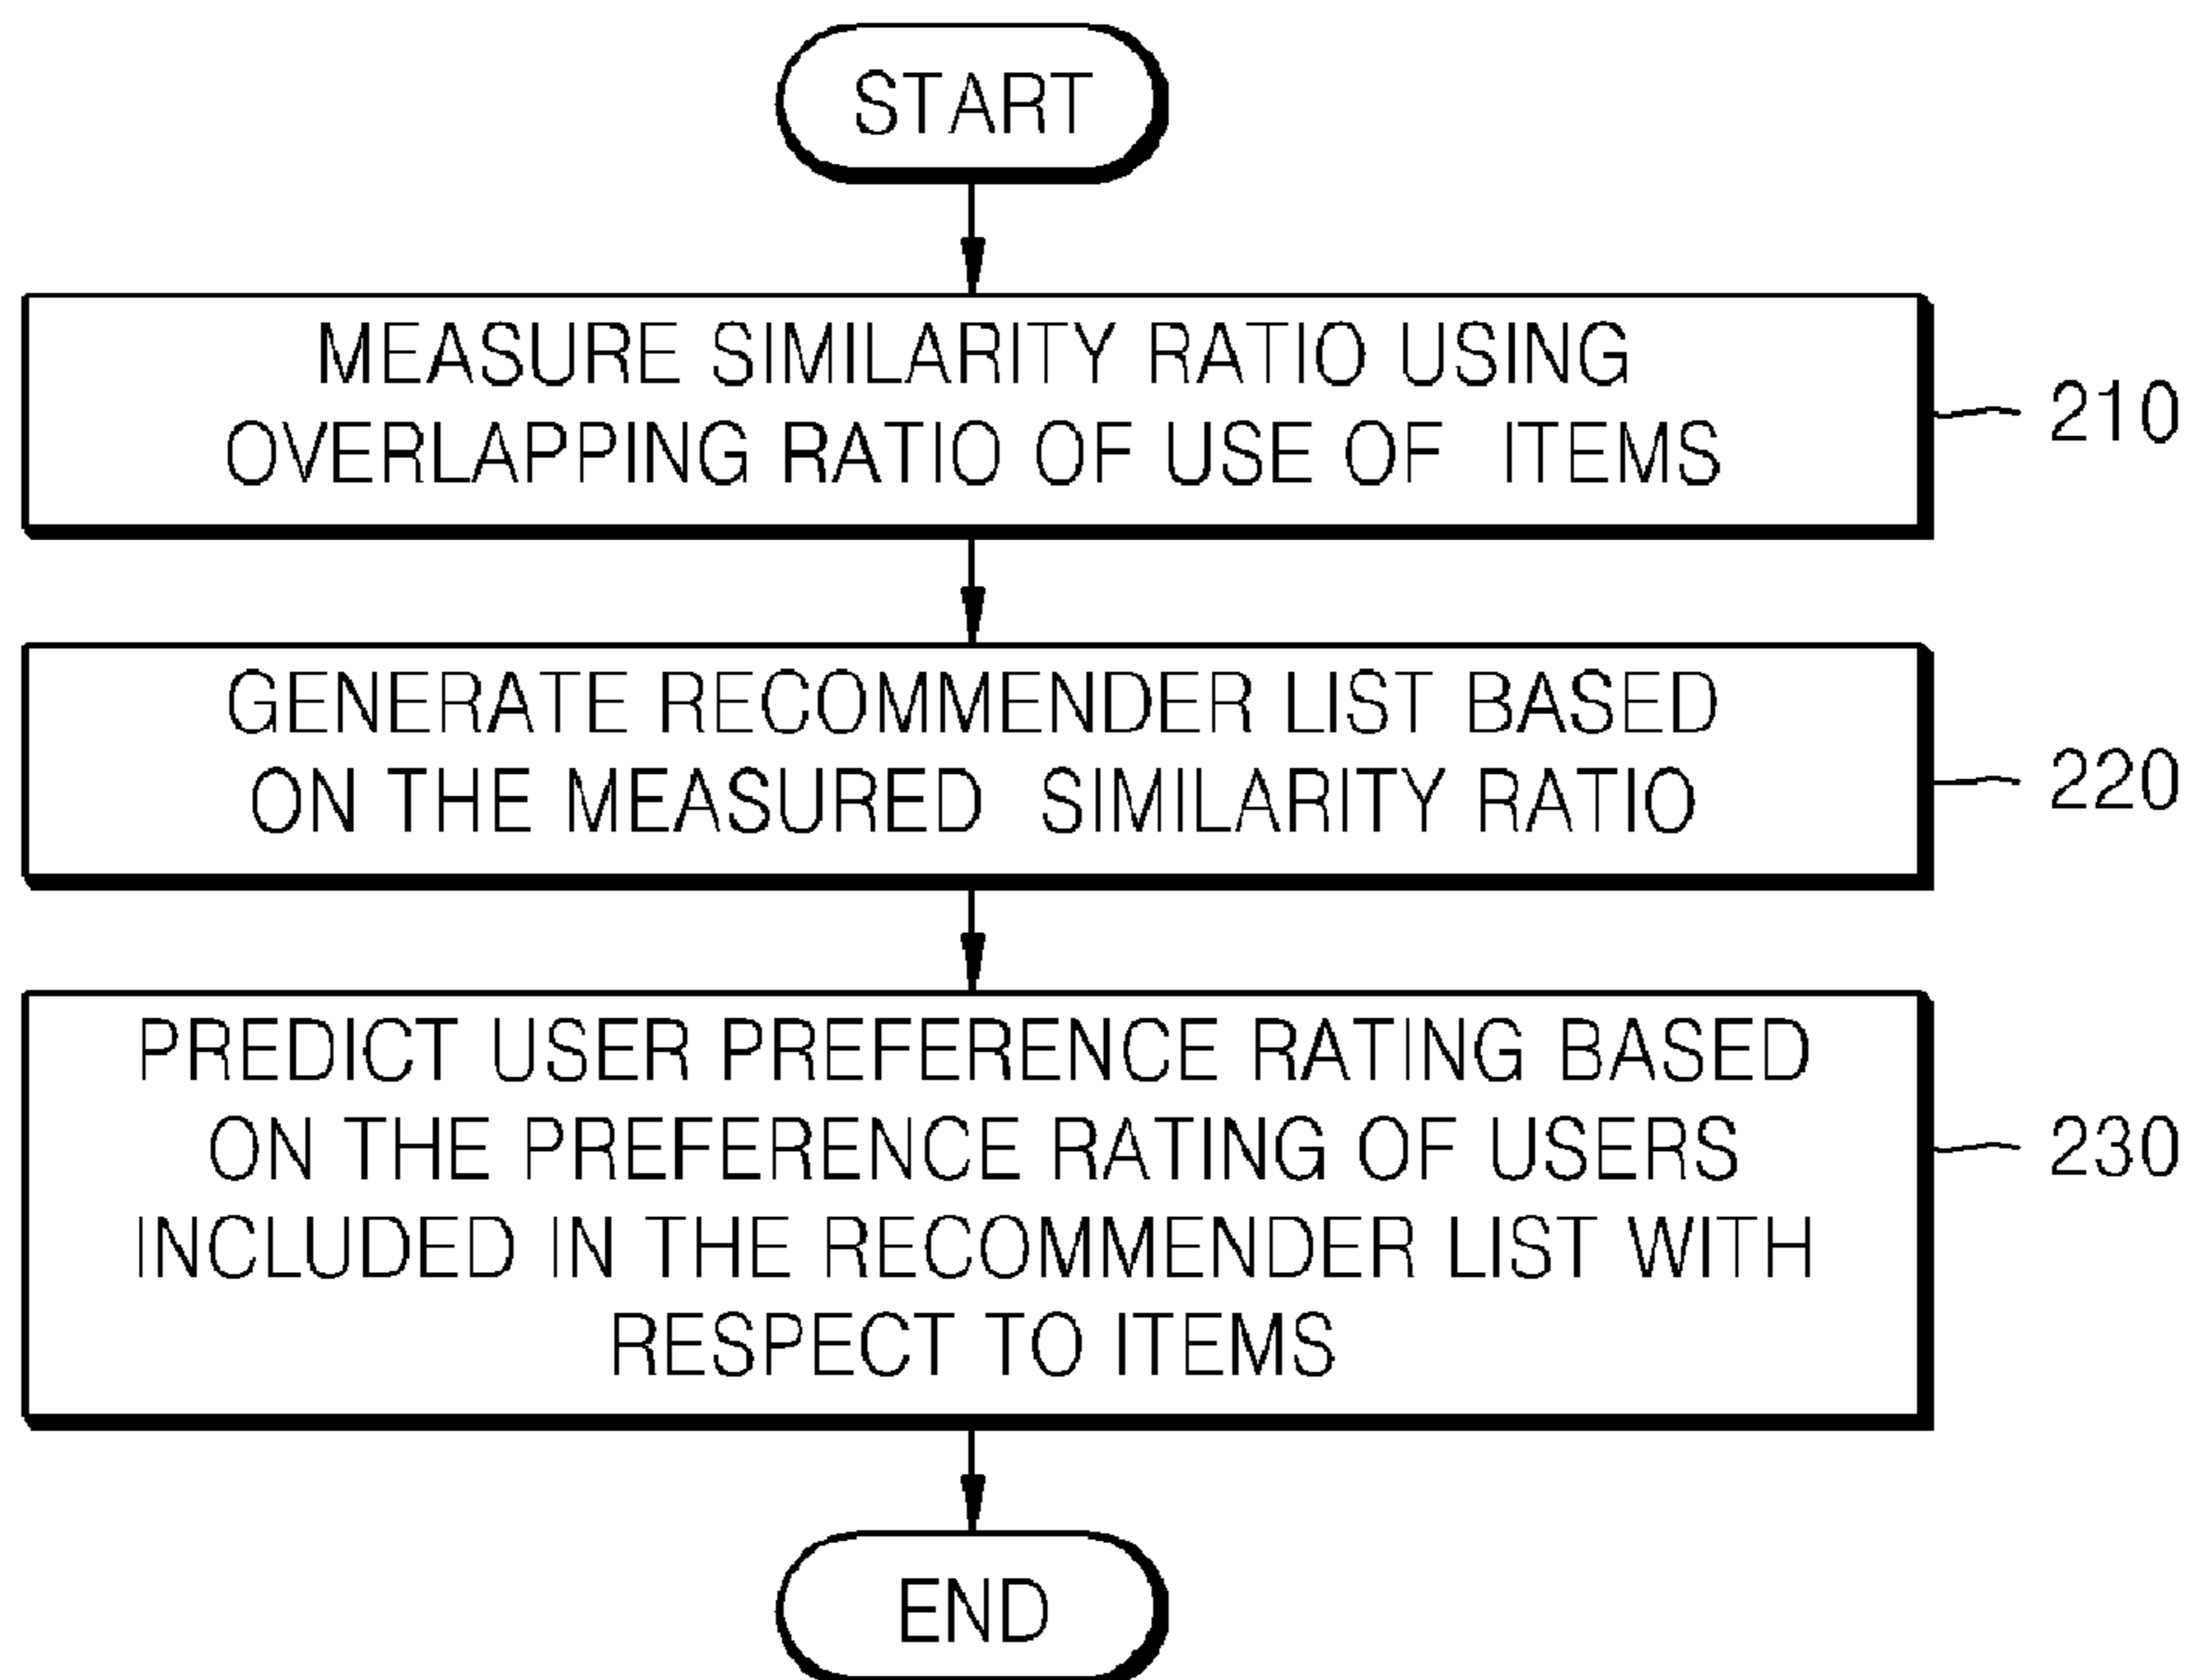 START
MEASURE SIMILARITY RATIO USING
OVERLAPPING RATIO OF USE OF ITEMS
210
GENERATE RECOMMENDER LIST BASED
ON THE MEASURED SIMILARITY RATIO
220
PREDICT USER PREFERENCE RATING BASED
ON THE PREFERENCE RATING OF USERS
INCLUDED IN THE RECOMMENDER LIST WITH
RESPECT TO ITEMS
230
END